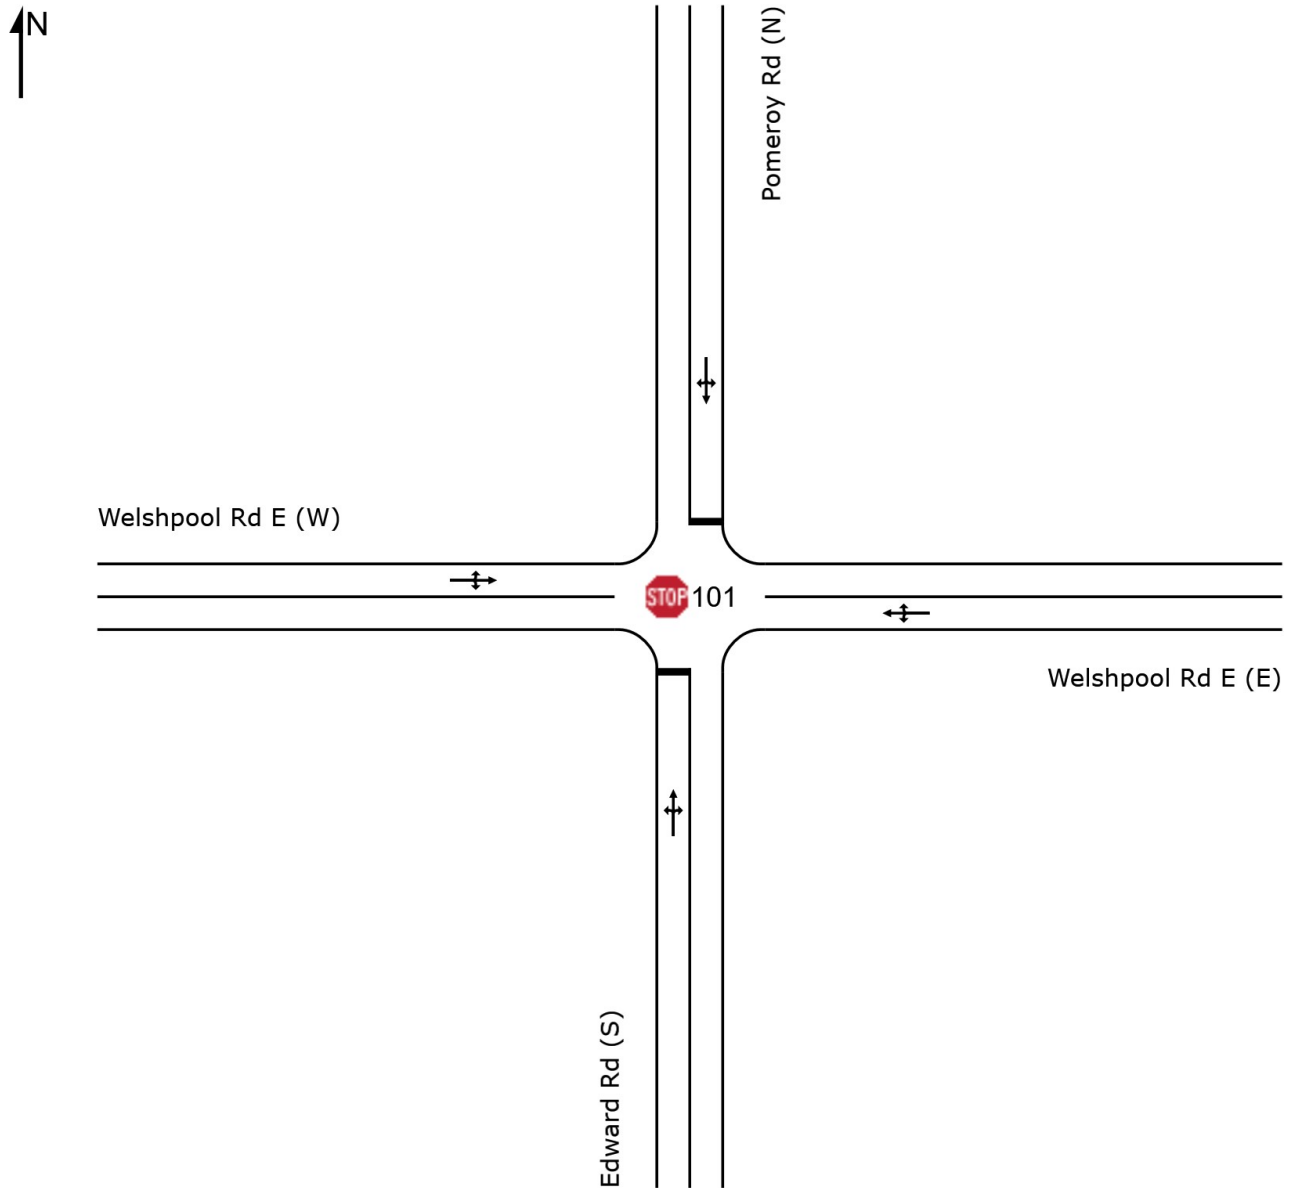 N
Pomeroy Rd (N)
Welshpool Rd E (W)
STOP 101
Welshpool Rd E (E)
Edward Rd (S)